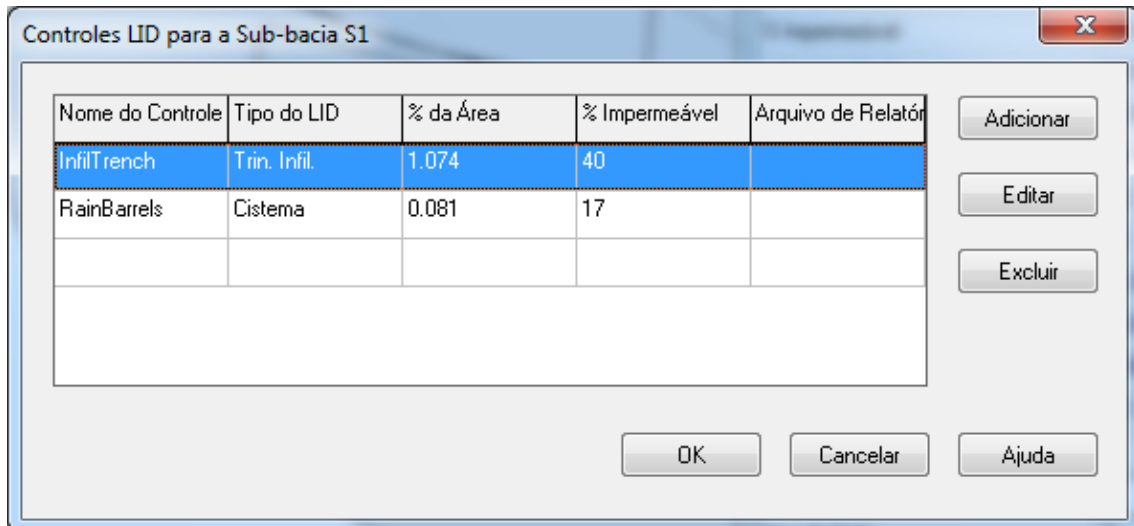 Controles LID para a Sub-bacia S1
Nome do Controle Tipo do LID % da Área % Impermeável Arquivo de Relatór
InfilTrench Trin. Infil. 1.074 40
RainBarrels Cistema 0.081 17
Adicionar
Editar
Excluir
OK Cancelar Ajuda